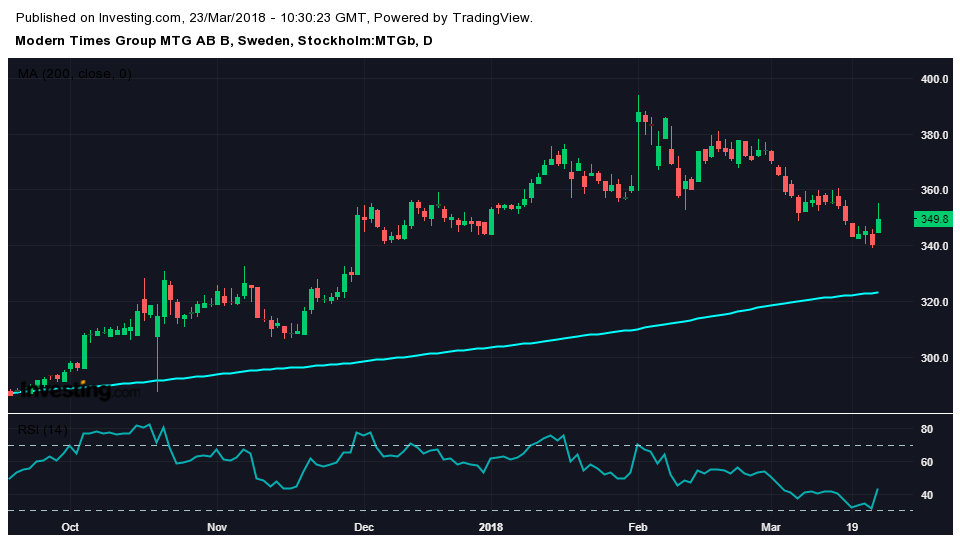 Published on Investing.com, 23/Mar/2018 - 10:30:23 GMT, Powered by TradingView.
Modern Times Group MTG AB B, Sweden, Stockholm:MTGb, D
MA (200, close, 0)
400.0
380.0
360.0
349.8
340.0
320.0
300.0
Investing.com
RSI (14)
80
60
40
Oct Nov Dec 2018 Feb Mar 19